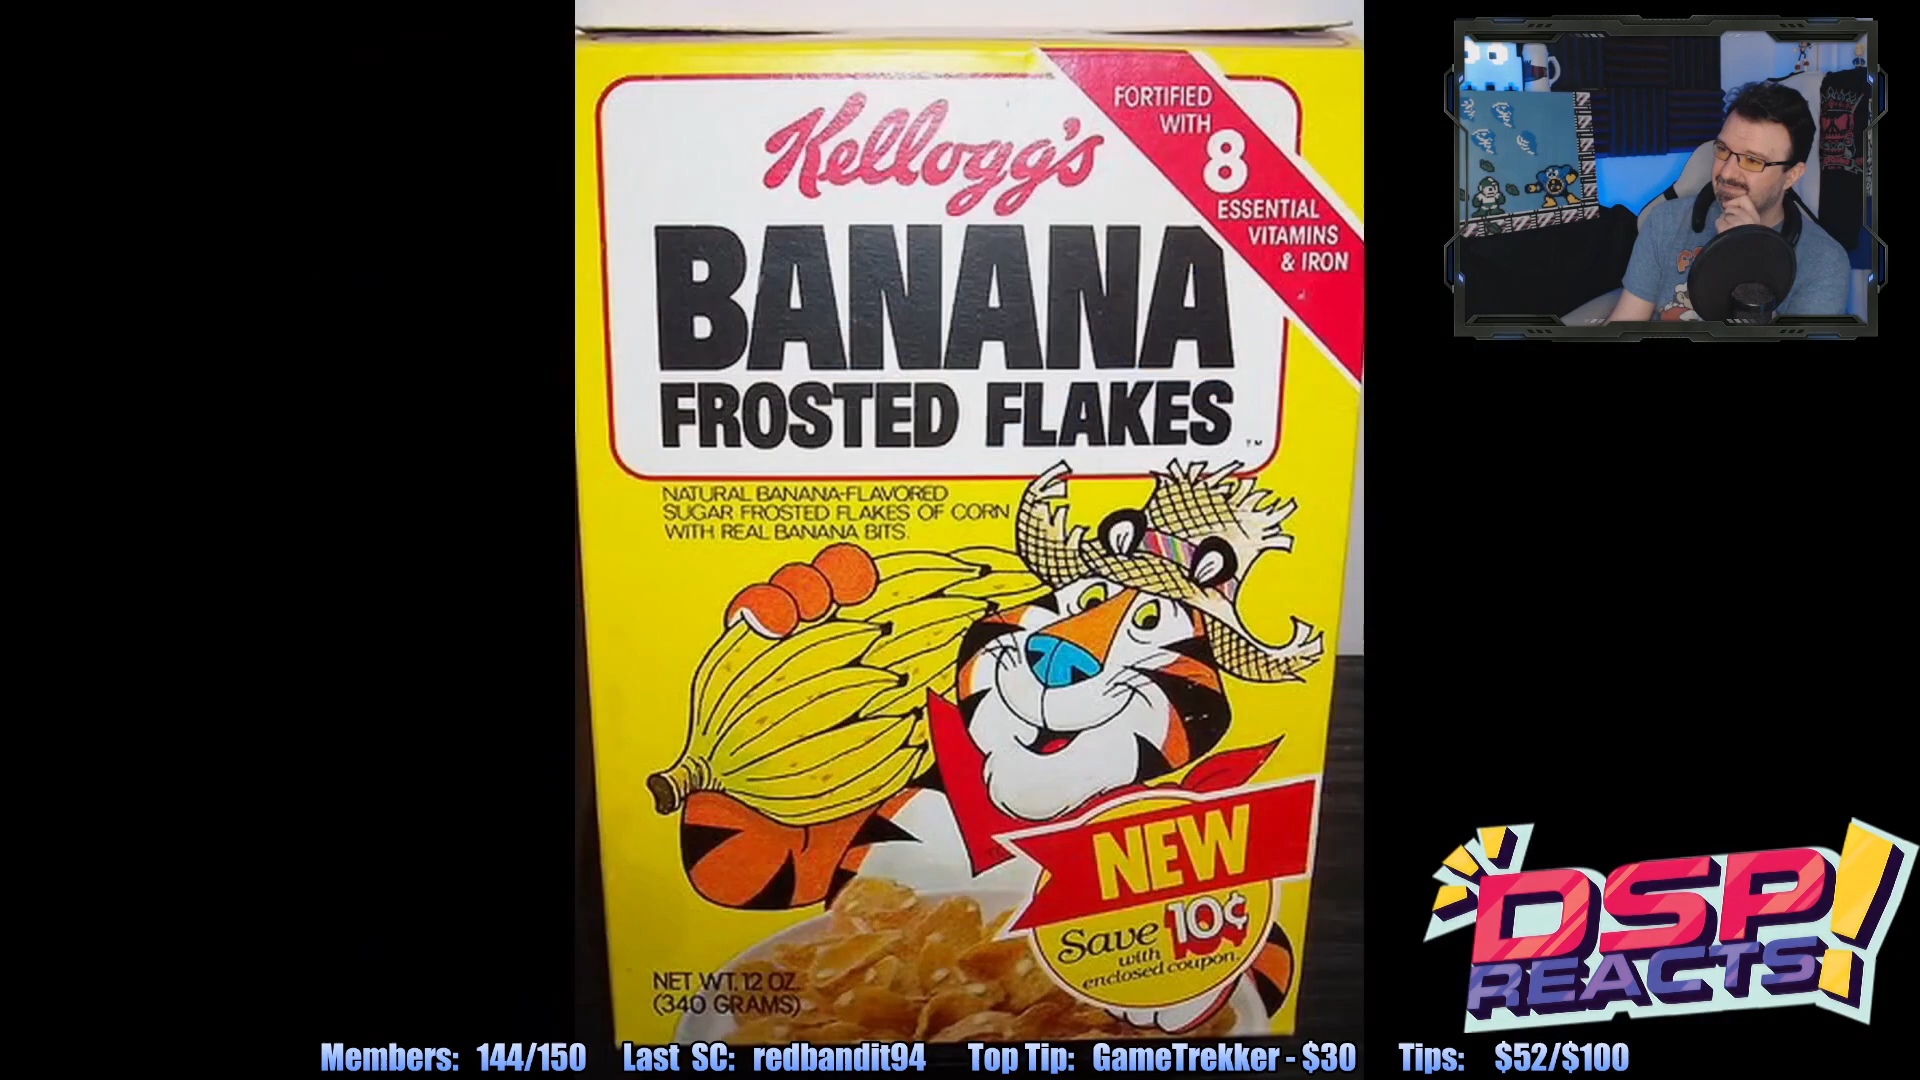 Kellogg's
BANANA
FROSTED FLAKES
TM
FORTIFIED
WITH
8
ESSENTIAL
VITAMINS
& IRON
NATURAL BANANA-FLAVORED
SUGAR FROSTED FLAKES OF CORN
WITH REAL BANANA BITS.
NEW
Save 10¢
with
enclosed coupon.
NET WT. 12 OZ.
(340 GRAMS)
DSP!
REACTS
Members: 144/150 Last SC: redbandit94 Top Tip: GameTrekker - $30 Tips: $52/$100